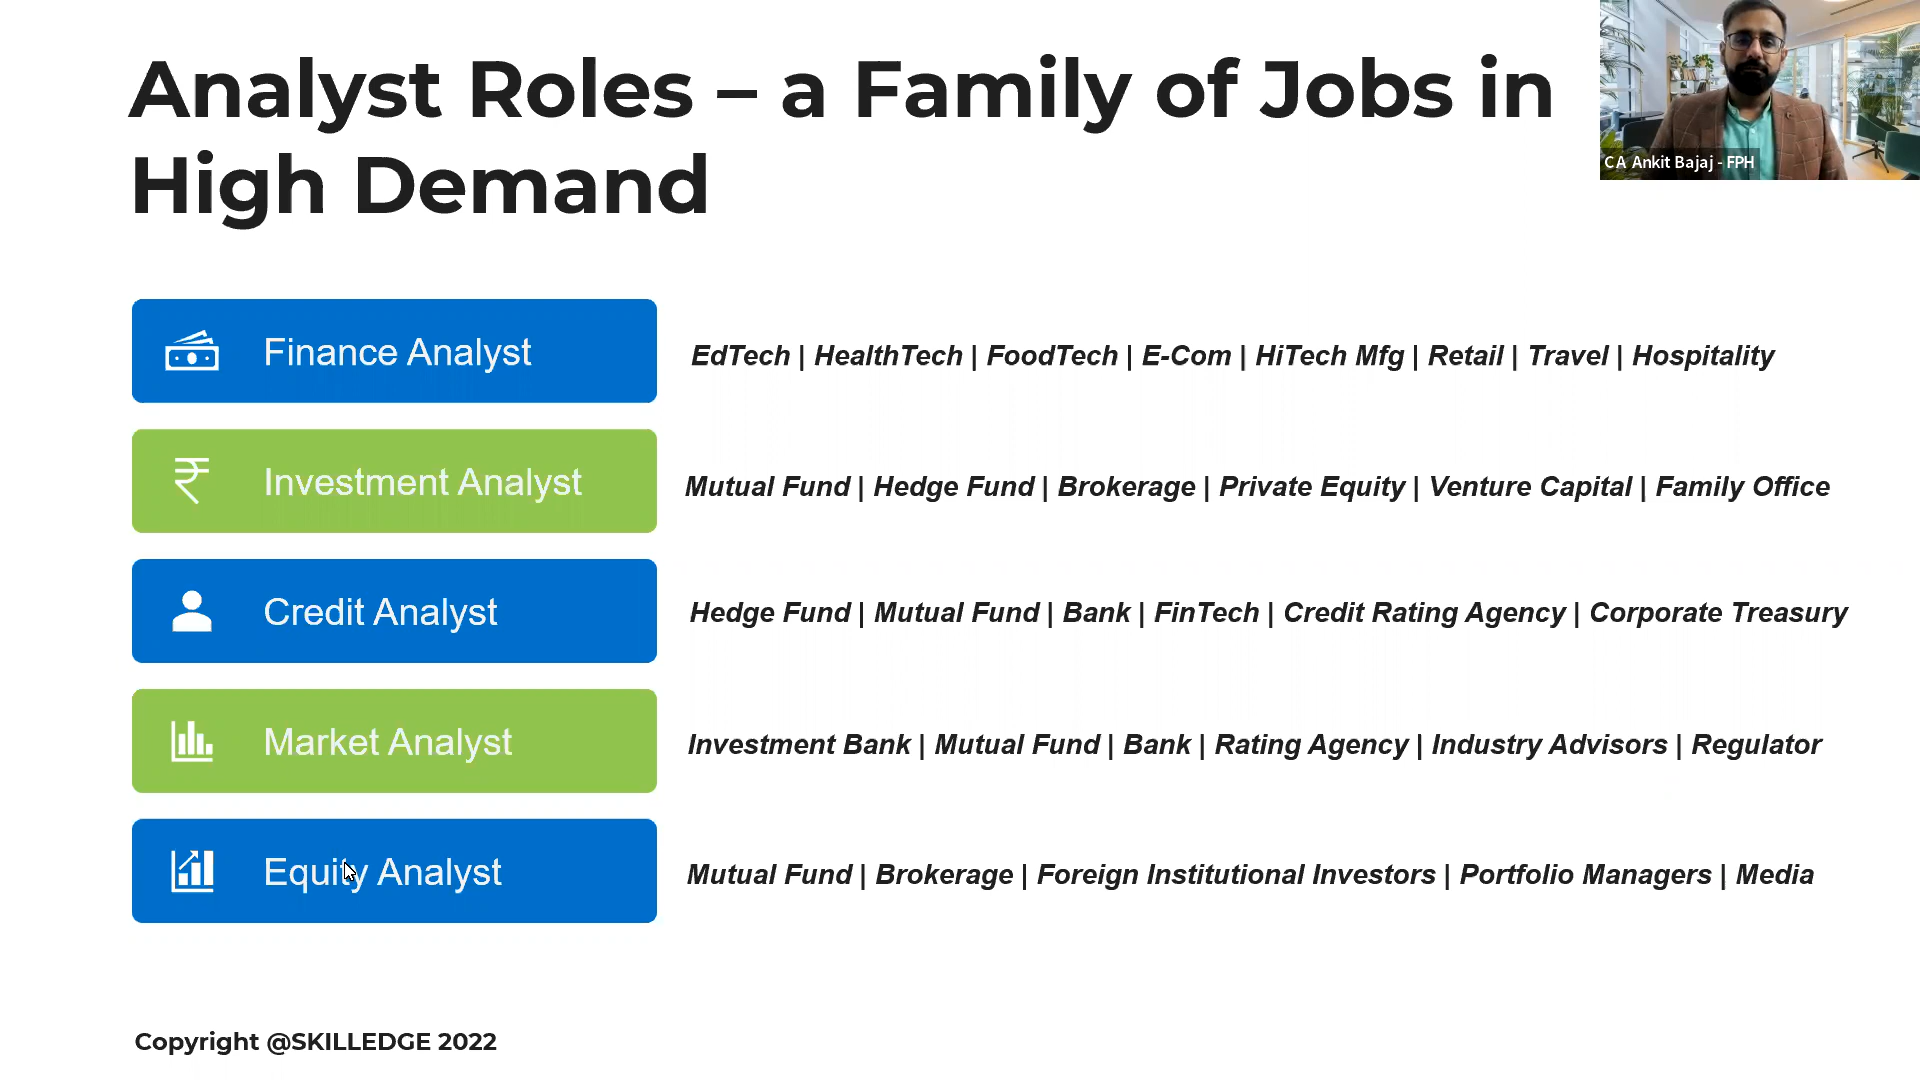 Analyst Roles – a Family of Jobs in
High Demand
CA Ankit Bajaj - FPH
Finance Analyst
EdTech | HealthTech | FoodTech | E-Com | HiTech Mfg | Retail | Travel | Hospitality
Investment Analyst
Mutual Fund | Hedge Fund | Brokerage | Private Equity | Venture Capital | Family Office
Credit Analyst
Hedge Fund | Mutual Fund | Bank | FinTech | Credit Rating Agency | Corporate Treasury
Market Analyst
Investment Bank | Mutual Fund | Bank | Rating Agency | Industry Advisors | Regulator
Equity Analyst
Mutual Fund | Brokerage | Foreign Institutional Investors | Portfolio Managers | Media
Copyright @SKILLEDGE 2022